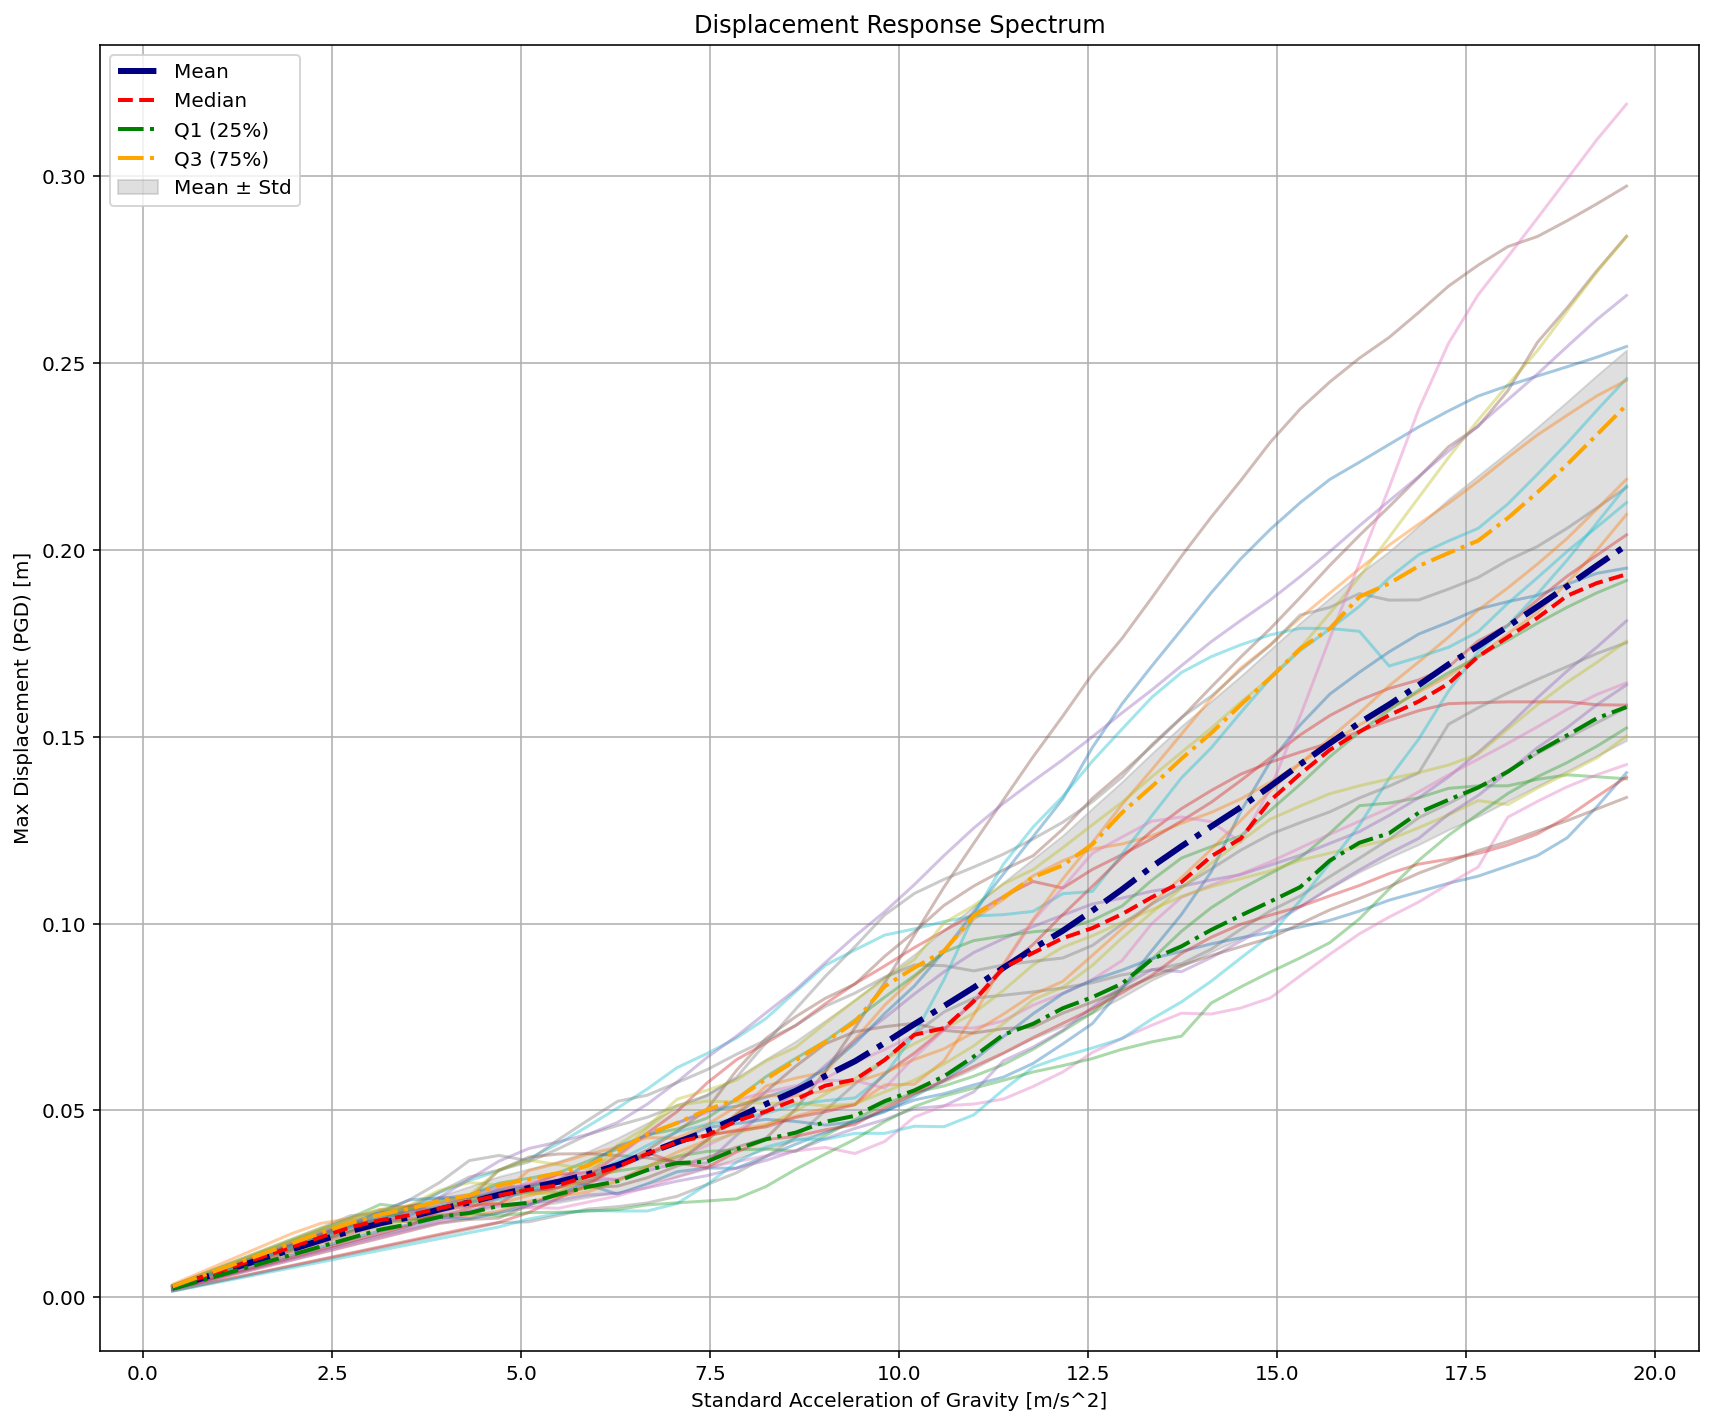 Displacement Response Spectrum
Mean
Median
Q1 (25%)
Q3 (75%)
Mean ± Std
Max Displacement (PGD) [m]
0.30
0.25
0.20
0.15
0.10
0.05
0.00
0.0 2.5 5.0 7.5 10.0 12.5 15.0 17.5 20.0
Standard Acceleration of Gravity [m/s^2]